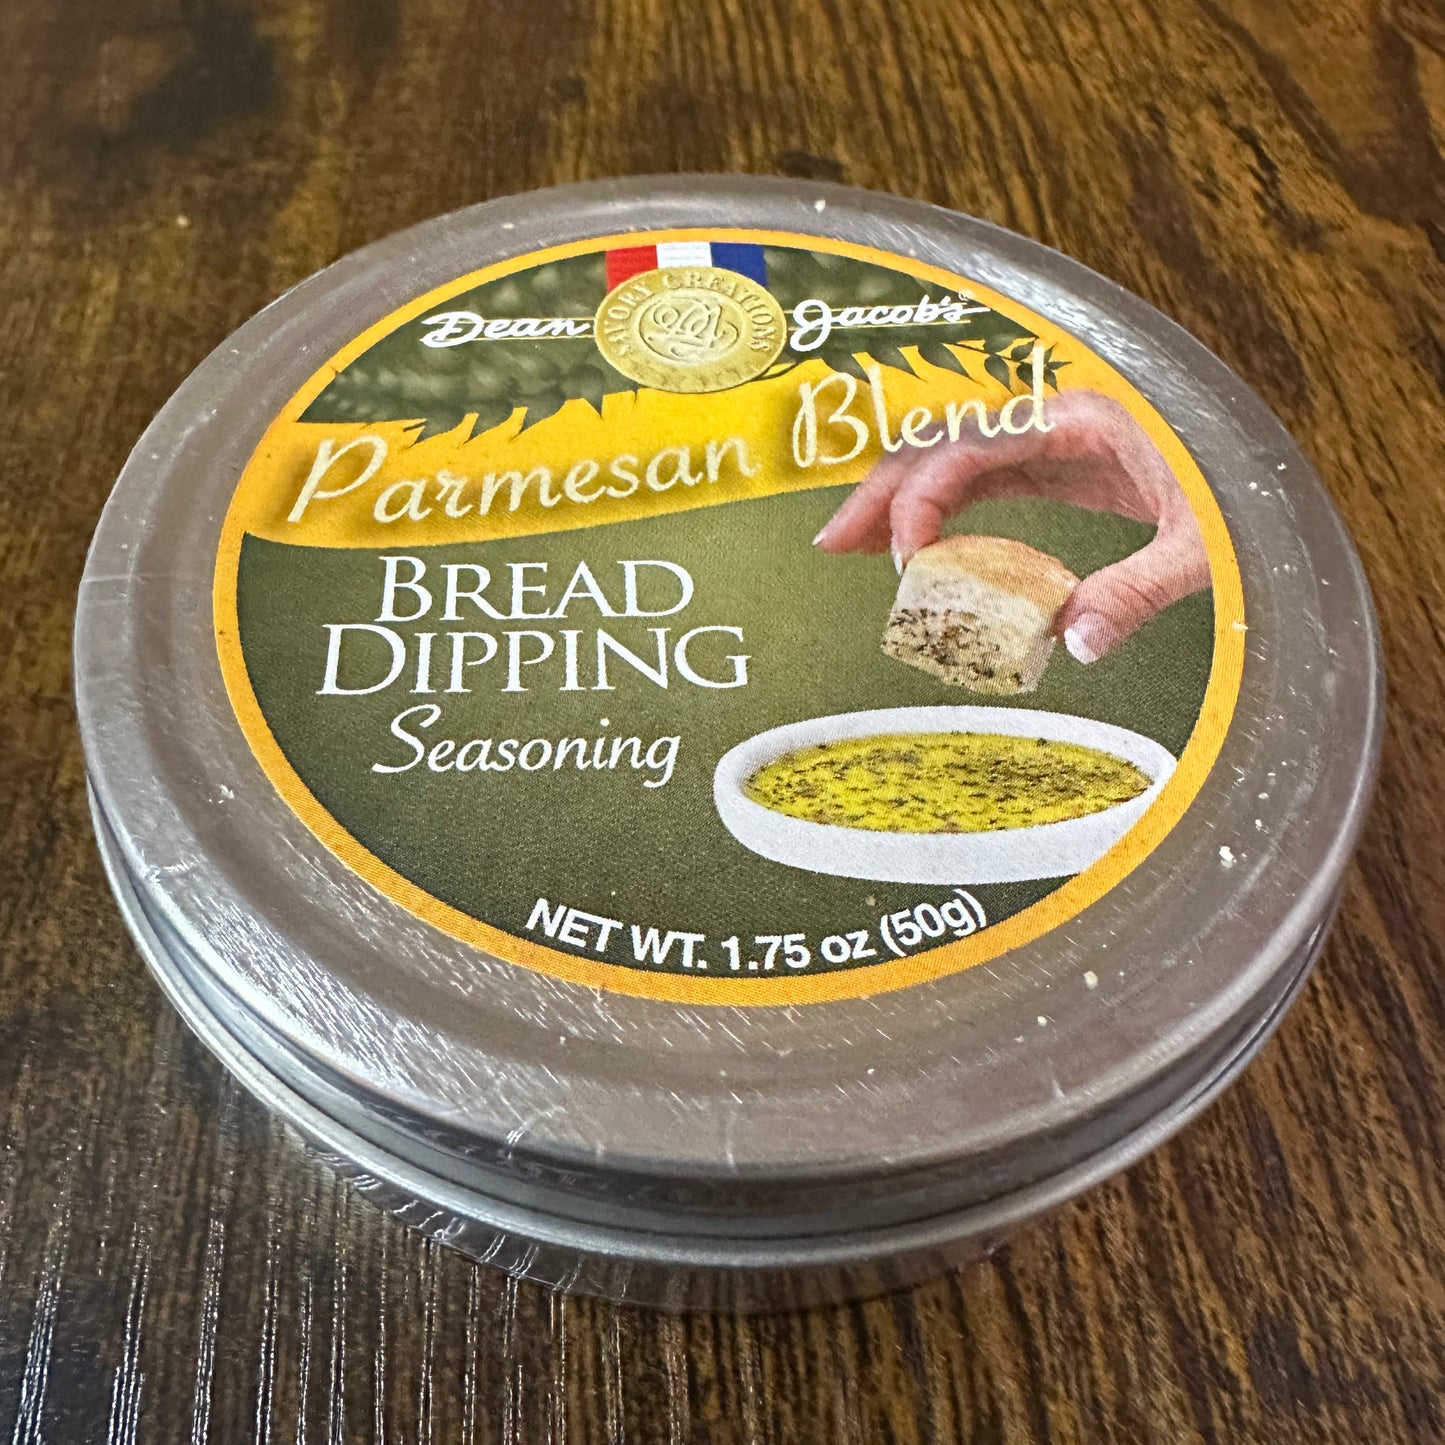 Dean Jacob's®
SAVORY CREATIONS
Parmesan Blend
BREAD
DIPPING
Seasoning
NET WT. 1.75 oz (50g)